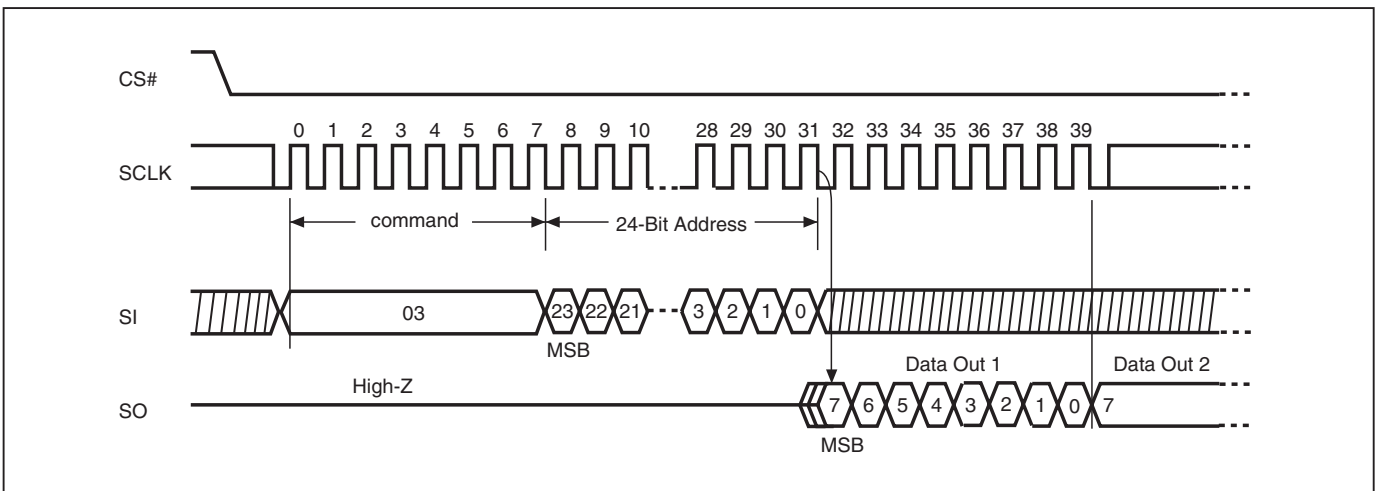 CS#
0 1 2 3 4 5 6 7 8 9 10 28 29 30 31 32 33 34 35 36 37 38 39
SCLK
command
24-Bit Address
SI
03
23 22 21 3 2 1 0
MSB
Data Out 1
Data Out 2
High-Z
SO
7 6 5 4 3 2 1 0 7
MSB